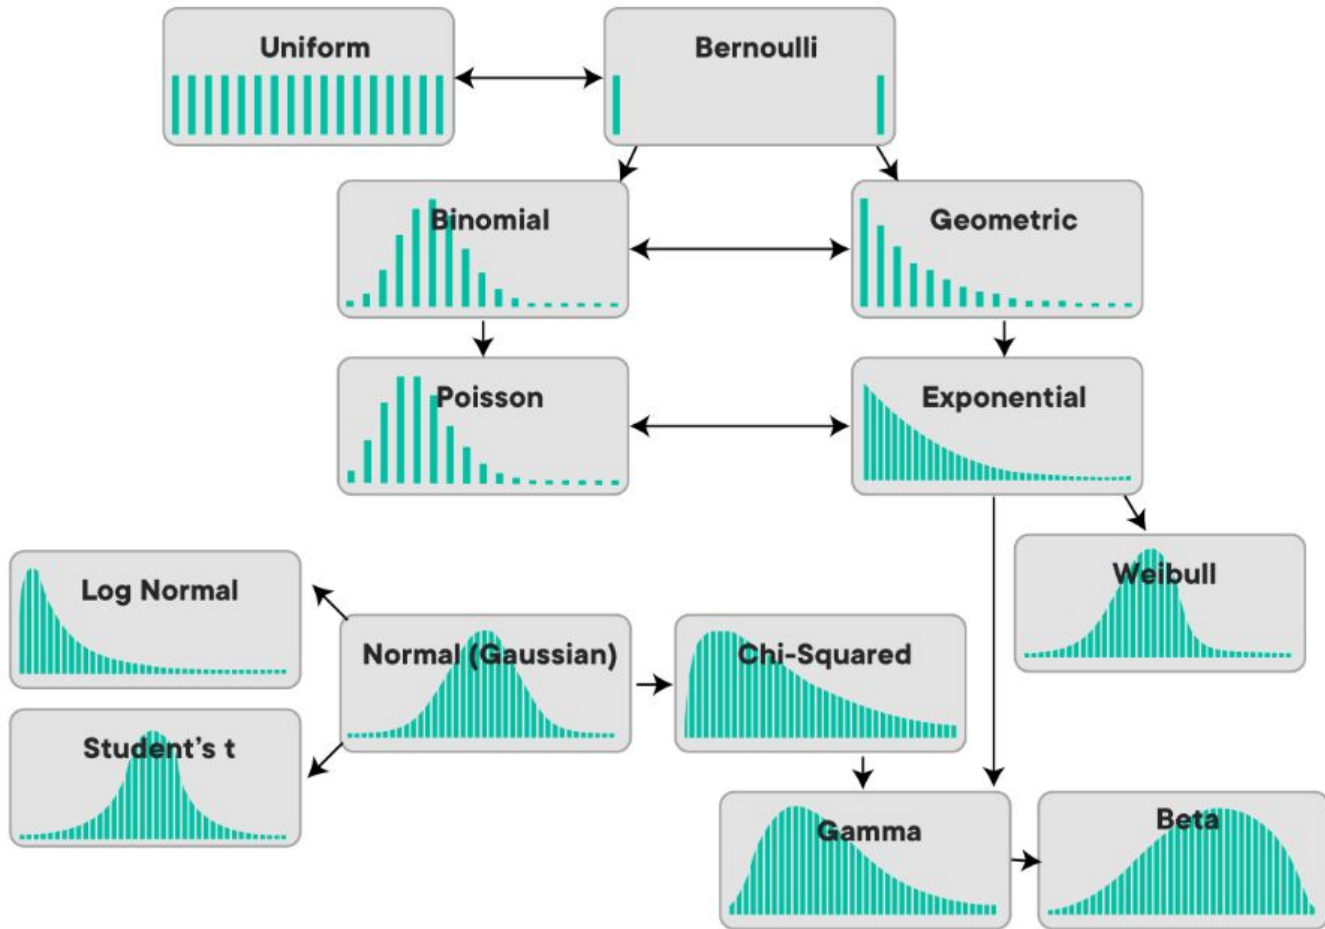 Uniform
Bernoulli
Binomial
Geometric
Poisson
Exponential
Log Normal
Normal (Gaussian)
Chi-Squared
Weibull
Student's t
Gamma
Beta